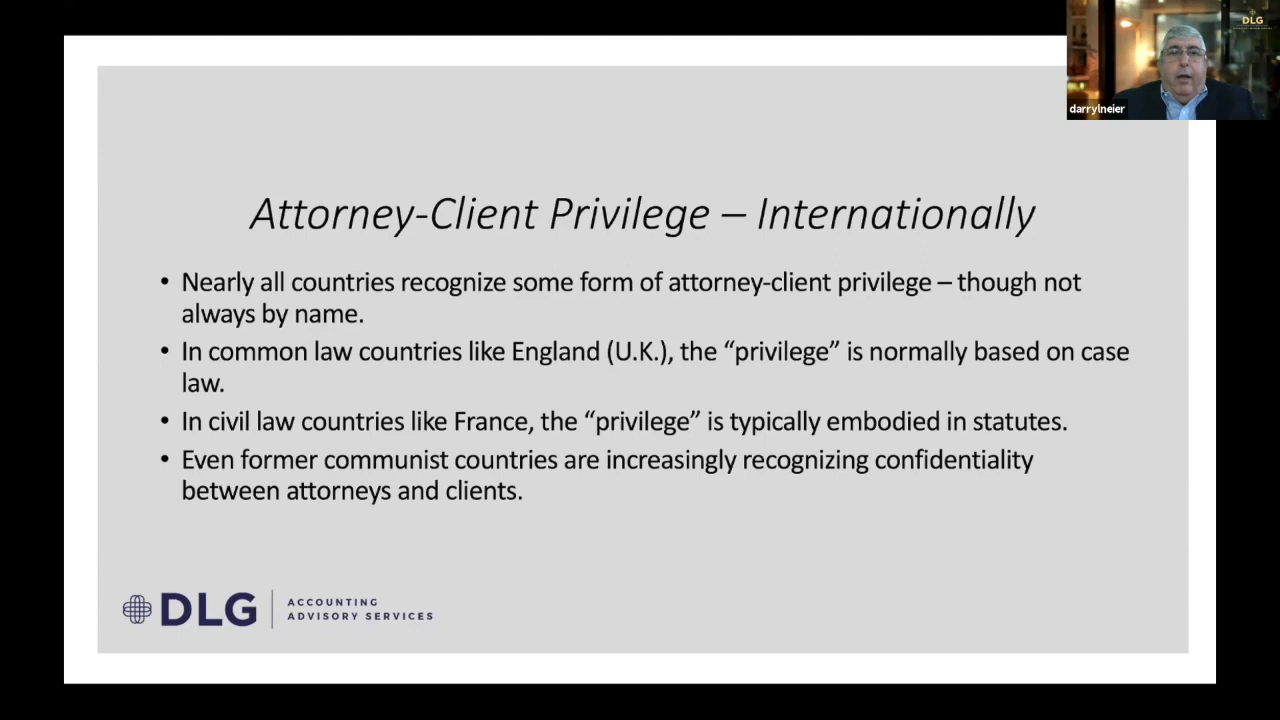 DLG
darrylneier
Attorney-Client Privilege – Internationally
• Nearly all countries recognize some form of attorney-client privilege – though not
always by name.
• In common law countries like England (U.K.), the “privilege” is normally based on case
law.
• In civil law countries like France, the “privilege” is typically embodied in statutes.
• Even former communist countries are increasingly recognizing confidentiality
between attorneys and clients.
DLG
ACCOUNTING
ADVISORY SERVICES